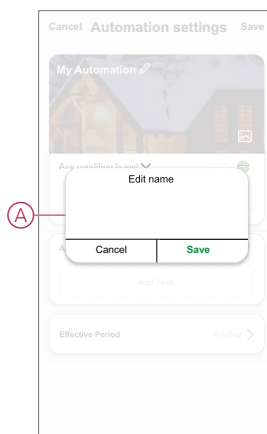 Cancel Automation settings Save
My Automation
Any condition is met
Edit name
A
Cancel Save
Add Task
Effective Period All-Day